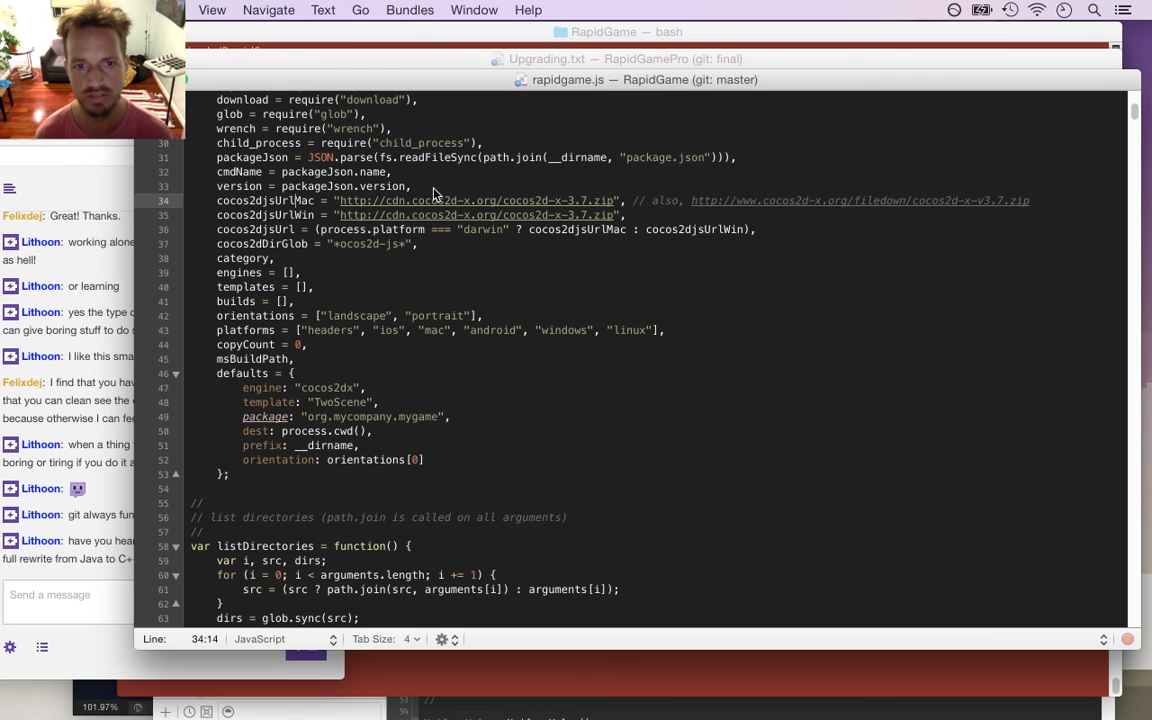 View Navigate Text Go Bundles Window Help
RapidGame — bash
Upgrading.txt — RapidGamePro (git: final)
rapidgame.js — RapidGame (git: master)
download = require("download"),
glob = require("glob"),
wrench = require("wrench"),
30 child_process = require("child_process"),
31 packageJson = JSON.parse(fs.readFileSync(path.join(__dirname, "package.json"))),
32 cmdName = packageJson.name,
33 version = packageJson.version,
34 cocos2djsUrlMac = "http://cdn.cocos2d-x.org/cocos2d-x-3.7.zip", // also, http://www.cocos2d-x.org/filedown/cocos2d-x-v3.7.zip
35 cocos2djsUrlWin = "http://cdn.cocos2d-x.org/cocos2d-x-3.7.zip",
36 cocos2djsUrl = (process.platform === "darwin" ? cocos2djsUrlMac : cocos2djsUrlWin),
37 cocos2dDirGlob = "*ocos2d-js*",
38 category,
39 engines = [],
40 templates = [],
41 builds = [],
42 orientations = ["landscape", "portrait"],
43 platforms = ["headers", "ios", "mac", "android", "windows", "linux"],
44 copyCount = 0,
45 msBuildPath,
46 defaults = {
47 engine: "cocos2dx",
48 template: "TwoScene",
49 package: "org.mycompany.mygame",
50 dest: process.cwd(),
51 prefix: __dirname,
52 orientation: orientations[0]
53 };
54
55 //
56 // list directories (path.join is called on all arguments)
57 //
58 var listDirectories = function() {
59 var i, src, dirs;
60 for (i = 0; i < arguments.length; i += 1) {
61 src = (src ? path.join(src, arguments[i]) : arguments[i]);
62 }
63 dirs = glob.sync(src);
Line: 34:14 JavaScript Tab Size: 4
Felixdej: Great! Thanks.
Lithoon: working alone
as hell!
Lithoon: or learning
Lithoon: yes the type
can give boring stuff to do
Lithoon: I like this
Felixdej: I find that you
that you can clean see the
because otherwise I can
Lithoon: when a thing
boring or tiring if you do it a
Lithoon:
Lithoon: git always
Lithoon: have you
full rewrite from Java to
Send a message
101.97%
53 //
54